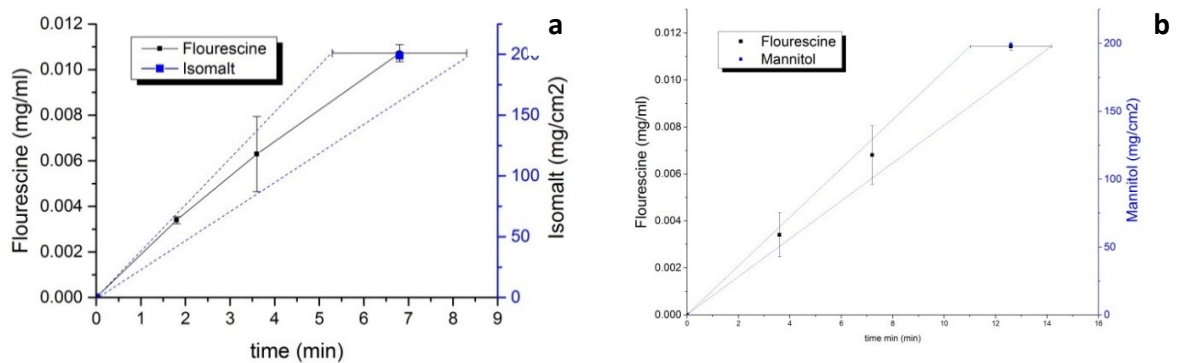 a
0.012
0.010
0.008
0.006
0.004
0.002
0.000
Flourescine (mg/ml)
Flourescine
Isomalt
150
100
50
0
Isomalt (mg/cm2)
0 1 2 3 4 5 6 7 8 9
time (min)
b
0.012
0.010
0.008
0.006
0.004
0.002
0.000
Flourescine (mg/ml)
Flourescine
Mannitol
200
150
100
50
0
Mannitol (mg/cm2)
0 2 4 6 8 10 12 14 16
time min (min)